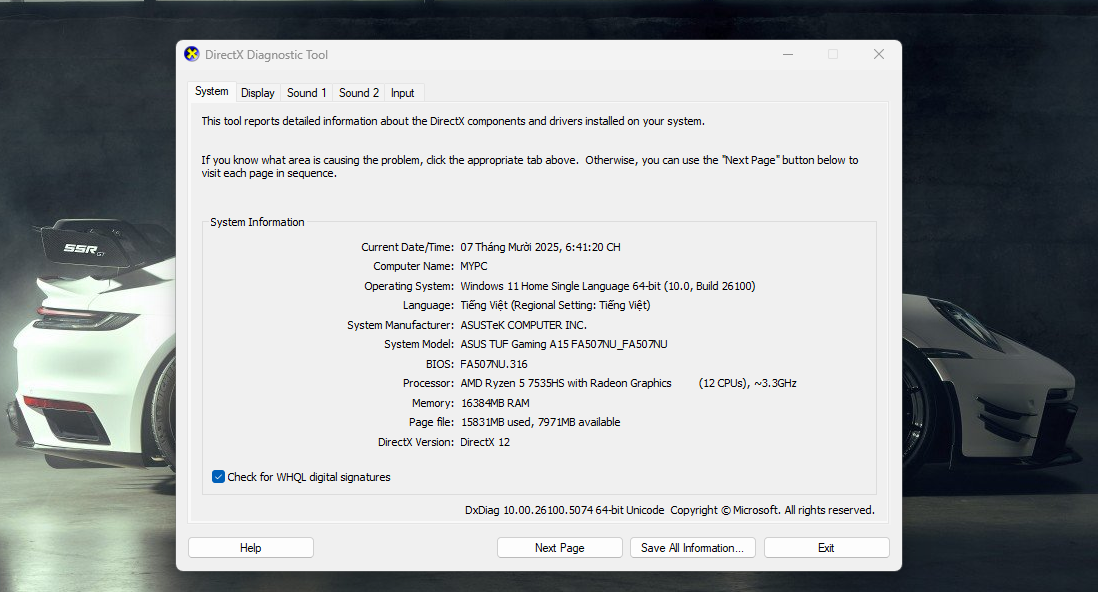 DirectX Diagnostic Tool
System Display Sound 1 Sound 2 Input
This tool reports detailed information about the DirectX components and drivers installed on your system.
If you know what area is causing the problem, click the appropriate tab above.  Otherwise, you can use the "Next Page" button below to
visit each page in sequence.
System Information
Current Date/Time: 07 Tháng Mười 2025, 6:41:20 CH
Computer Name: MYPC
Operating System: Windows 11 Home Single Language 64-bit (10.0, Build 26100)
Language: Tiếng Việt (Regional Setting: Tiếng Việt)
SSR GT
System Manufacturer: ASUSTeK COMPUTER INC.
System Model: ASUS TUF Gaming A15 FA507NU_FA507NU
BIOS: FA507NU.316
Processor: AMD Ryzen 5 7535HS with Radeon Graphics (12 CPUs), ~3.3GHz
Memory: 16384MB RAM
Page file: 15831MB used, 7971MB available
DirectX Version: DirectX 12
Check for WHQL digital signatures
DxDiag 10.00.26100.5074 64-bit Unicode  Copyright © Microsoft. All rights reserved.
Help Next Page Save All Information... Exit